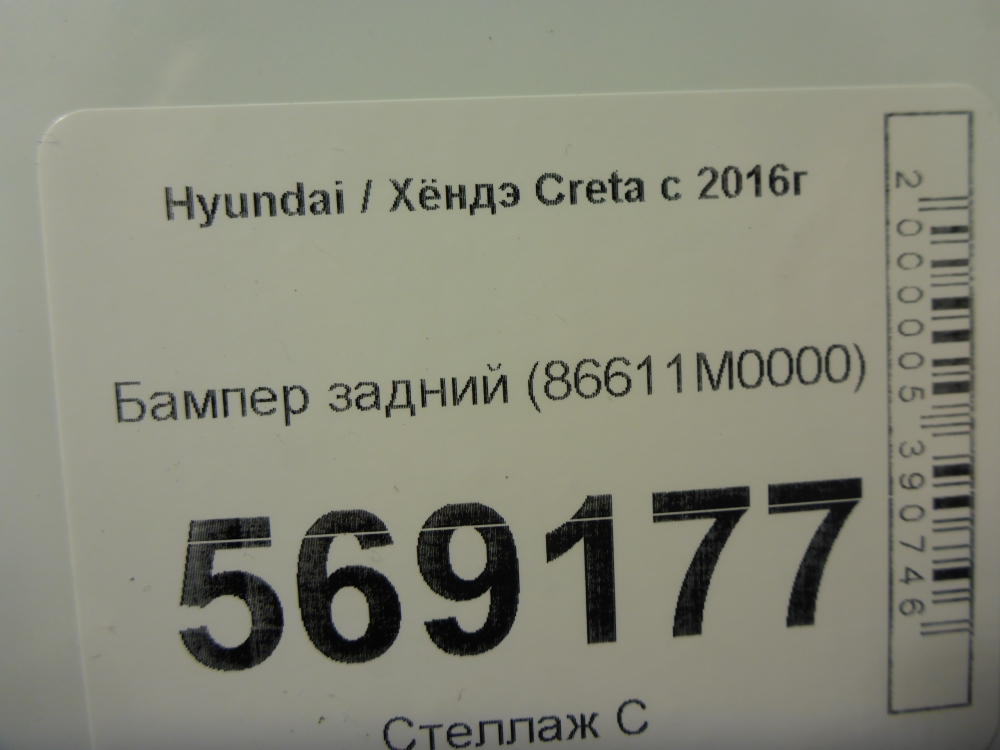 Hyundai / Хёндэ Creta с 2016г
Бампер задний (86611M0000)
569177
Стеллаж С
2000005390746